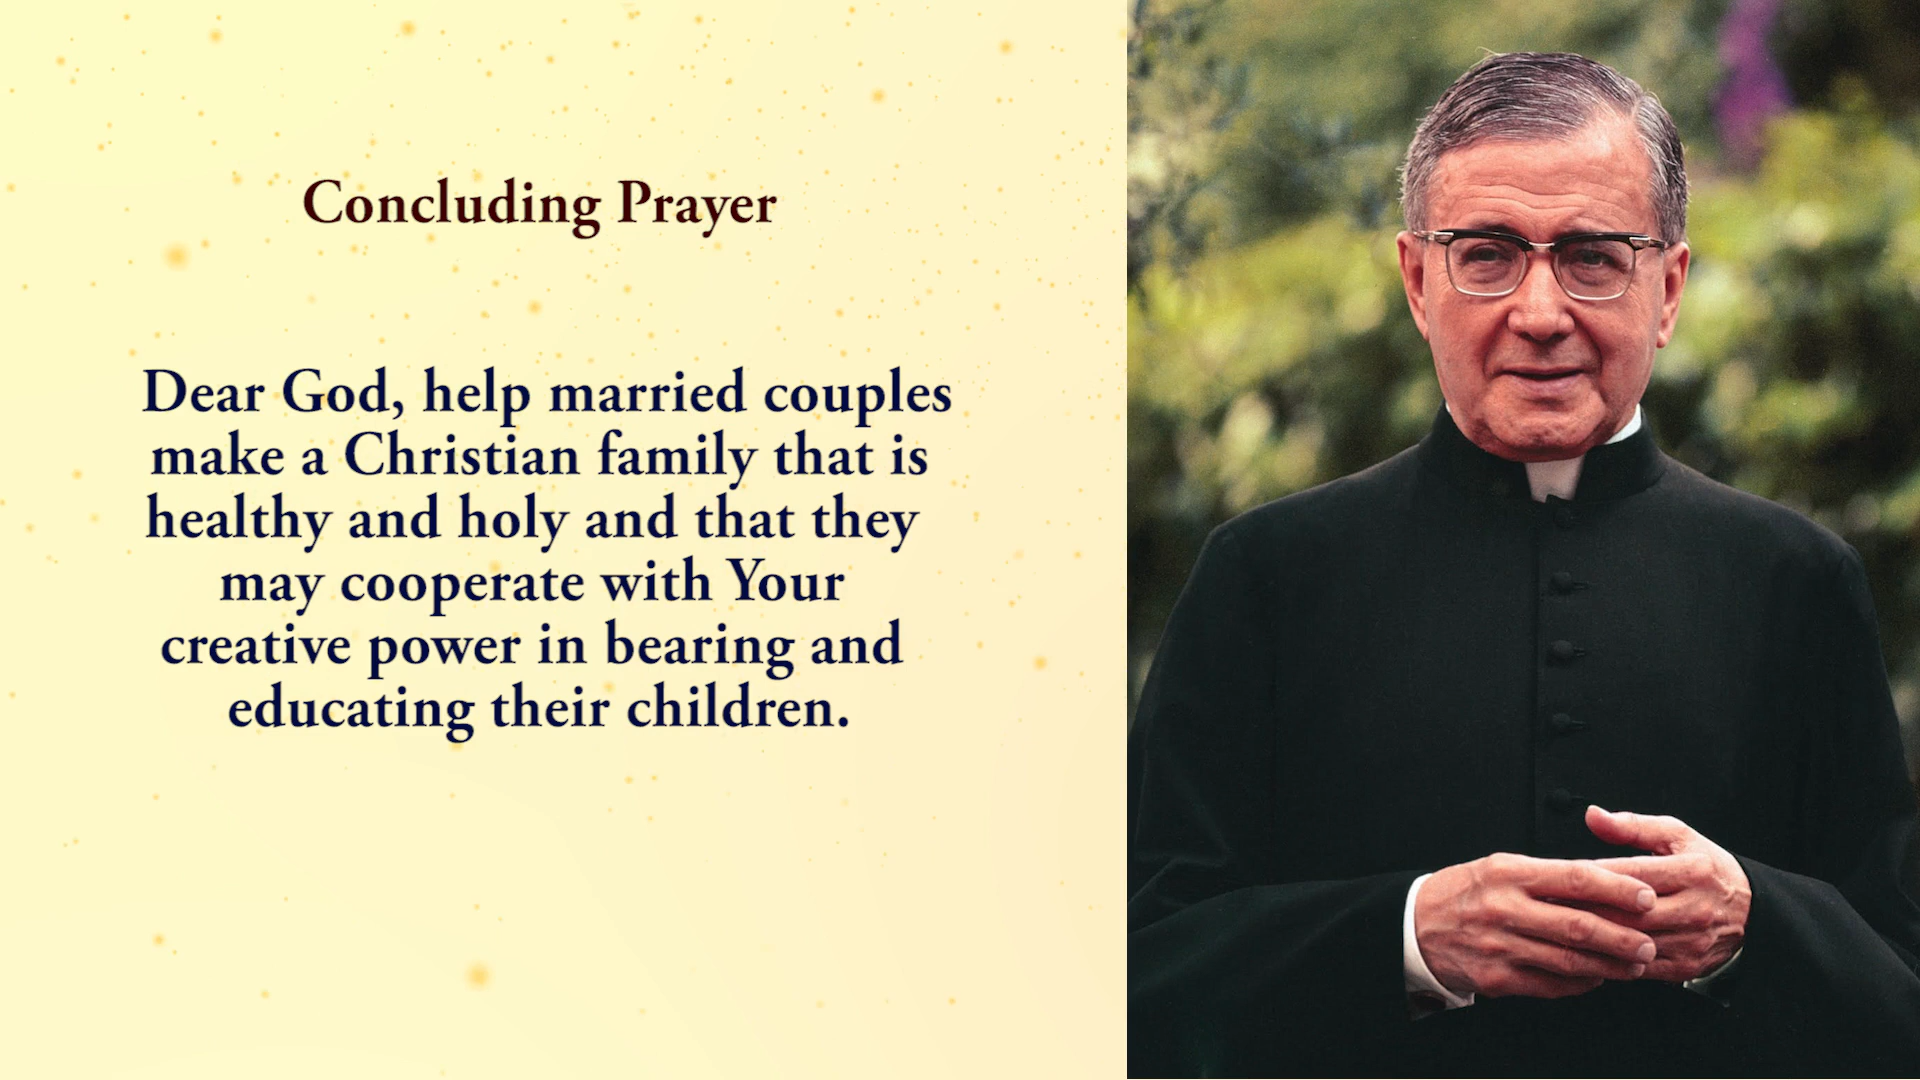 Concluding Prayer
Dear God, help married couples
make a Christian family that is
healthy and holy and that they
may cooperate with Your
creative power in bearing and
educating their children.